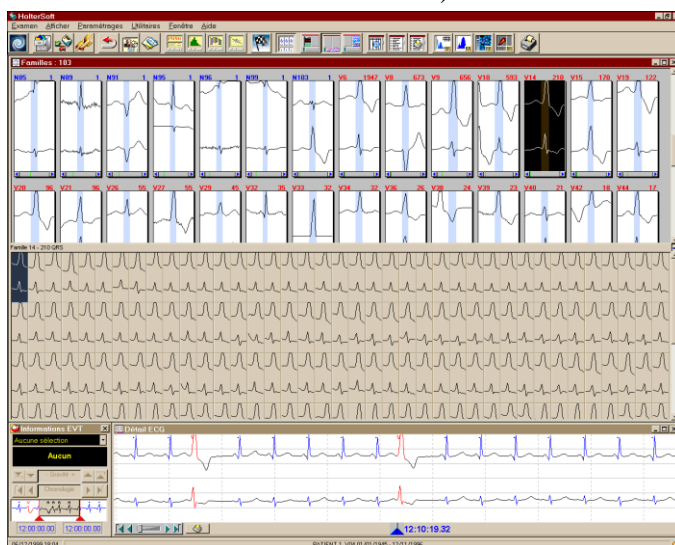 HolterSoft
Examen Afficher Paramétrages Utilitaires Fenêtre Aide
Familles : 103
N85 1 N89 1 N91 1 N95 1 N96 1 N99 1 N103 1 V6 1947 V8 673 V9 656 V10 593 V14 210 V15 170 V19 122
V20 96 V21 96 V26 55 V27 55 V29 45 V32 35 V33 32 V34 32 V36 26 V38 24 V39 23 V40 21 V42 18 V44 17
Famille 14 - 210 QRS
Informations EVT
Détail ECG
Aucune sélection
Aucun
Gravité +
Chronologie
12:00:00.00 12:00:00.00
12:10:19.32